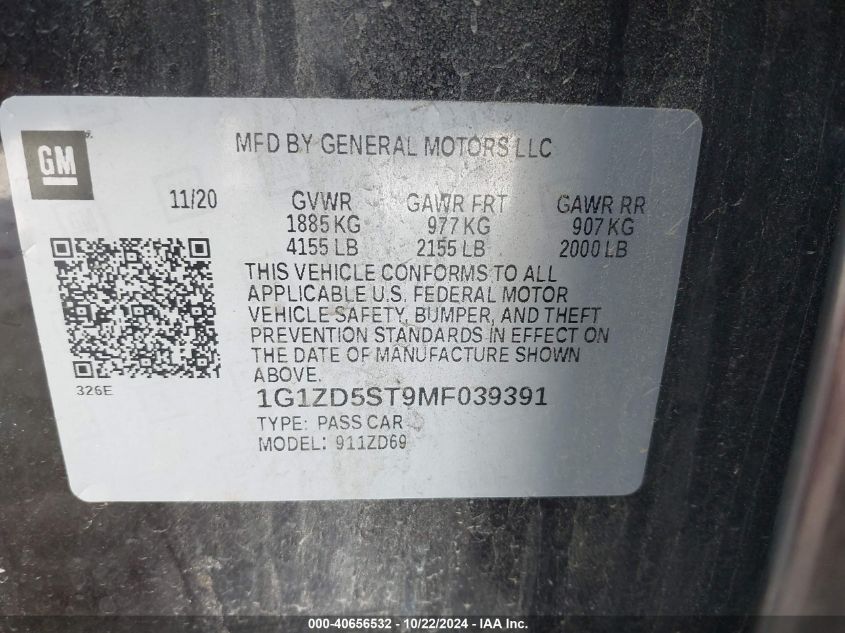 GM
MFD BY GENERAL MOTORS LLC
11/20 GVWR GAWR FRT GAWR RR
1885 KG 977 KG 907 KG
4155 LB 2155 LB 2000 LB
THIS VEHICLE CONFORMS TO ALL
APPLICABLE U.S. FEDERAL MOTOR
VEHICLE SAFETY, BUMPER, AND THEFT
PREVENTION STANDARDS IN EFFECT ON
THE DATE OF MANUFACTURE SHOWN
ABOVE.
326E
1G1ZD5ST9MF039391
TYPE: PASS CAR
MODEL: 911ZD69
000-40656532 - 10/22/2024 - IAA Inc.